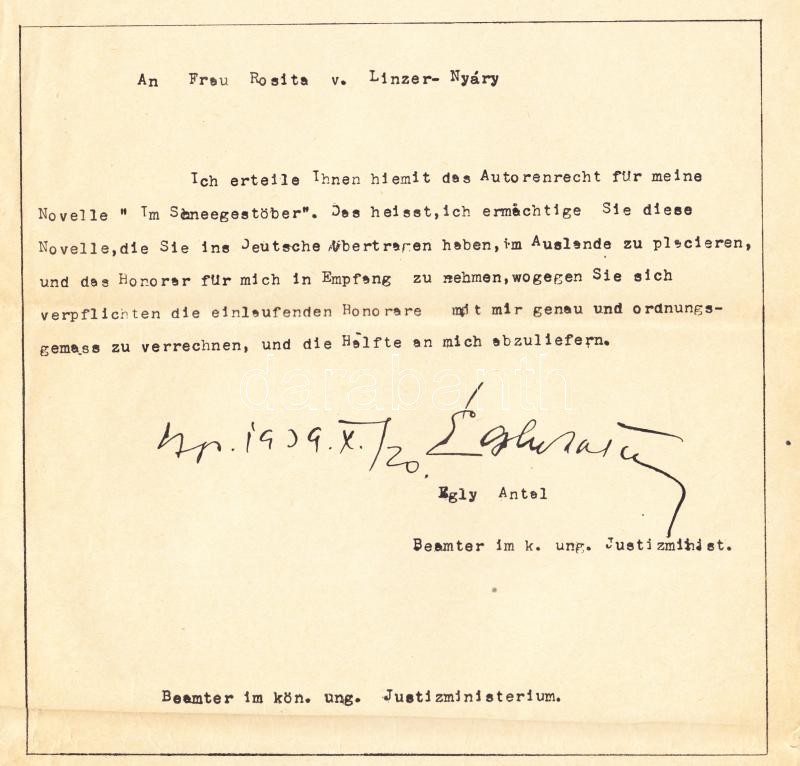 An Frau Rosita v. Linzer- Nyáry
Ich erteile Ihnen hiemit das Autorenrecht für meine
Novelle " Im Schneegestöber". Das heisst,ich ermächtige Sie diese
Novelle,die Sie ins Deutsche übertragen haben,im Auslande zu placieren,
und das Honorar für mich in Empfang zu nehmen,wogegen Sie sich
verpflichten die einlaufenden Honorare mit mir genau und ordnungs-
gemass zu verrechnen, und die Hälfte an mich abzuliefern.
darabanth
Bp. 1939. X./20.
Egly Antal
Beamter im k. ung. Justizminist.
Beamter im kön. ung. Justizministerium.